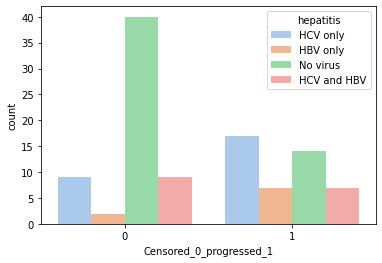 hepatitis
HCV only
HBV only
No virus
HCV and HBV
40
35
30
25
20
15
10
5
0
count
0 1
Censored_0_progressed_1